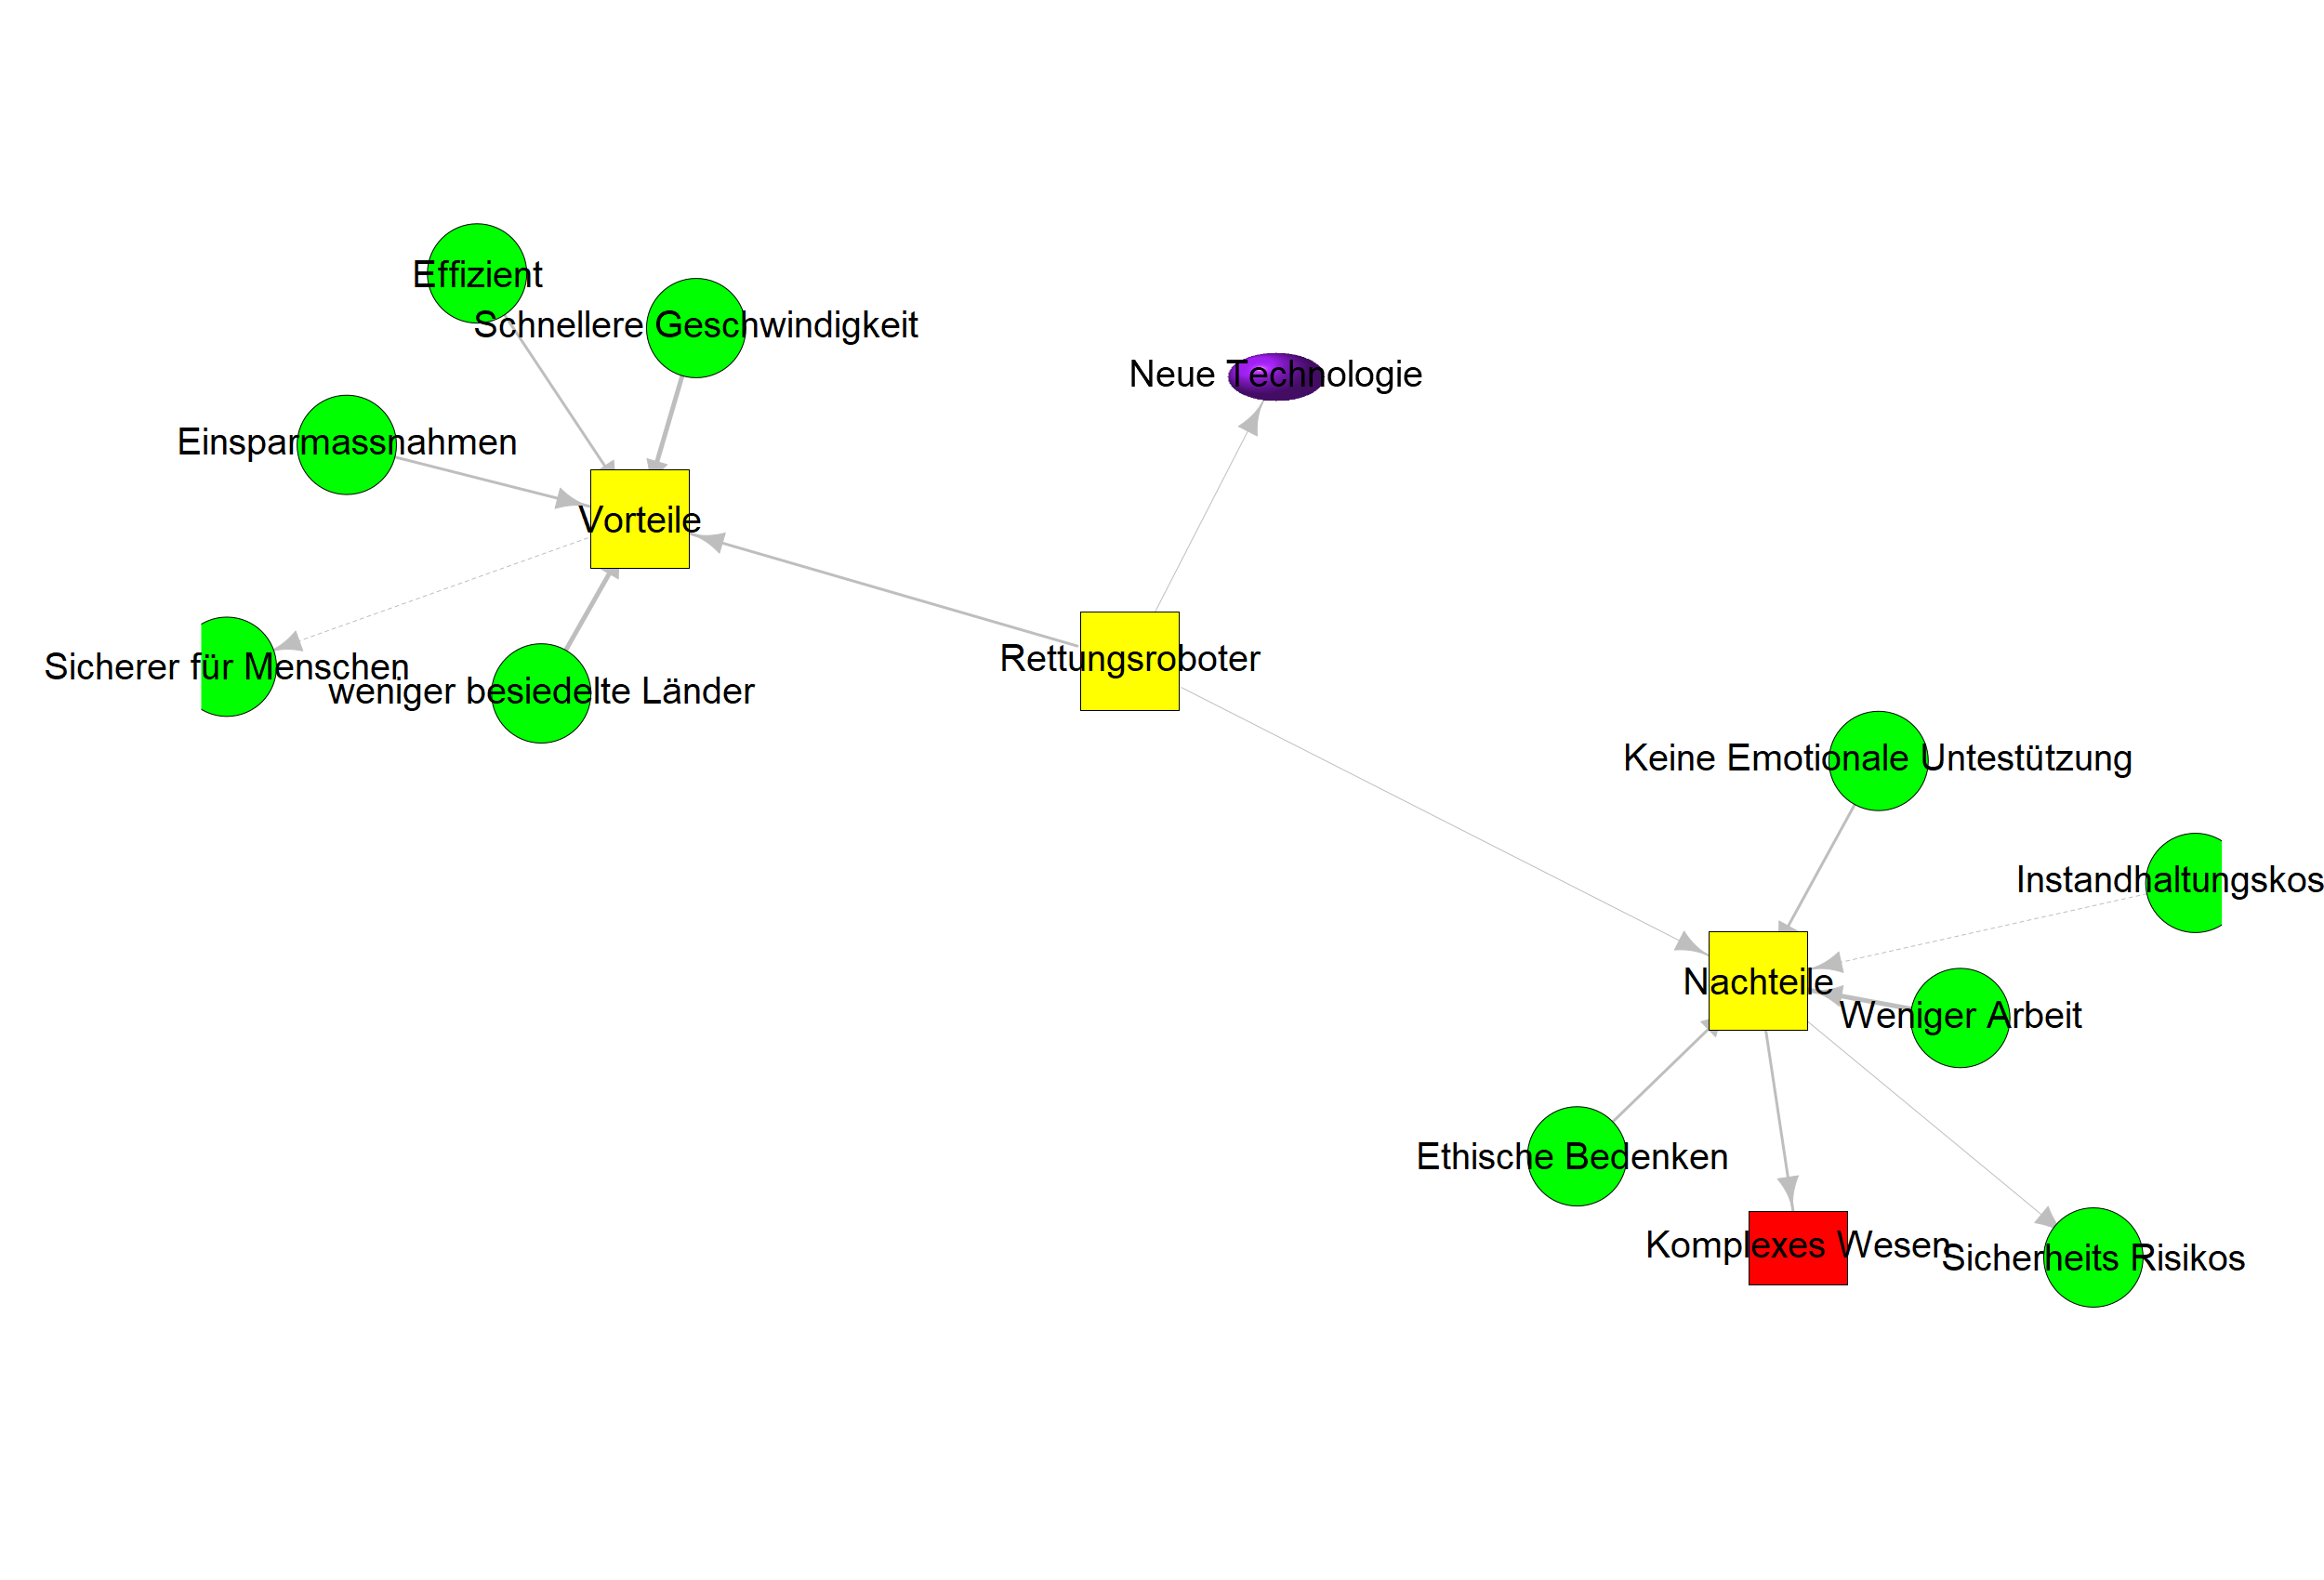 Effizient
Schnellere Geschwindigkeit
Neue Technologie
Einsparmassnahmen
Vorteile
Rettungsroboter
Sicherer für Menschen
weniger besiedelte Länder
Keine Emotionale Untestützung
Instandhaltungskos
Nachteile
Weniger Arbeit
Ethische Bedenken
Komplexes Wesen
Sicherheits Risikos